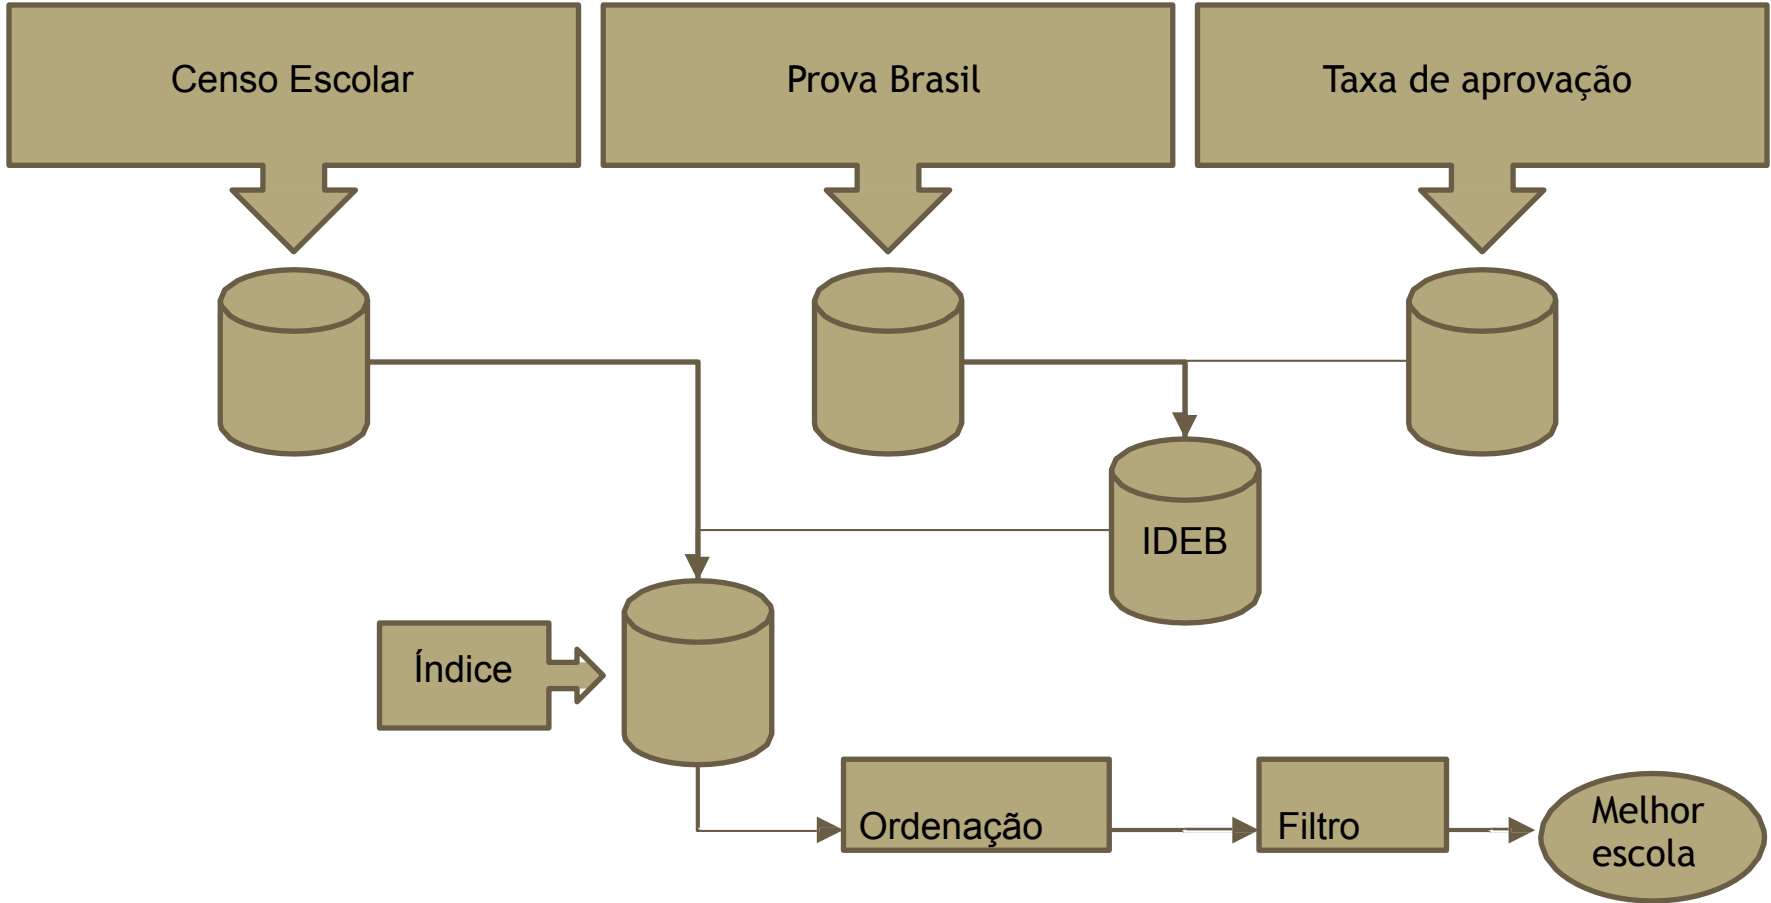 Censo Escolar
Prova Brasil
Taxa de aprovação
IDEB
Índice
Ordenação
Filtro
Melhor
escola